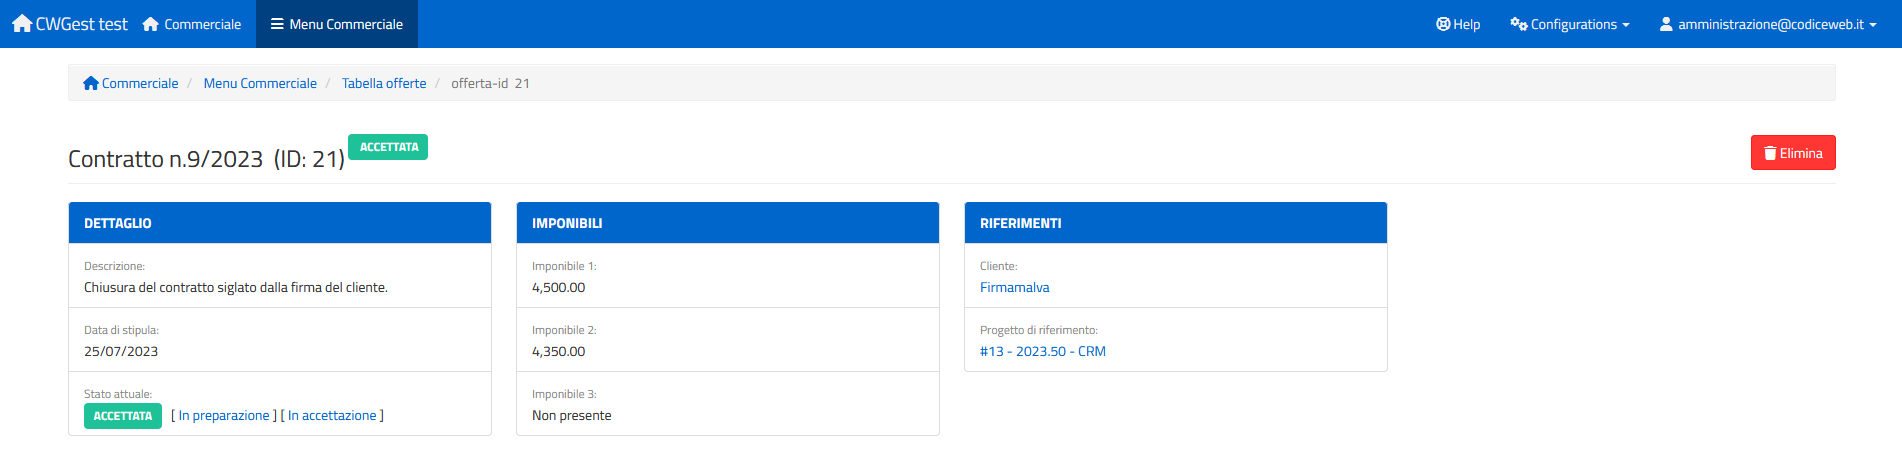 CWGest test Commerciale Menu Commerciale Help Configurations amministrazione@codiceweb.it
Commerciale / Menu Commerciale / Tabella offerte / offerta-id 21
Contratto n.9/2023 (ID: 21) ACCETTATA
Elimina
DETTAGLIO
Descrizione:
Chiusura del contratto siglato dalla firma del cliente.
Data di stipula:
25/07/2023
Stato attuale:
ACCETTATA [ In preparazione ] [ In accettazione ]
IMPONIBILI
Imponibile 1:
4,500.00
Imponibile 2:
4,350.00
Imponibile 3:
Non presente
RIFERIMENTI
Cliente:
Firmamalva
Progetto di riferimento:
#13 - 2023.50 - CRM